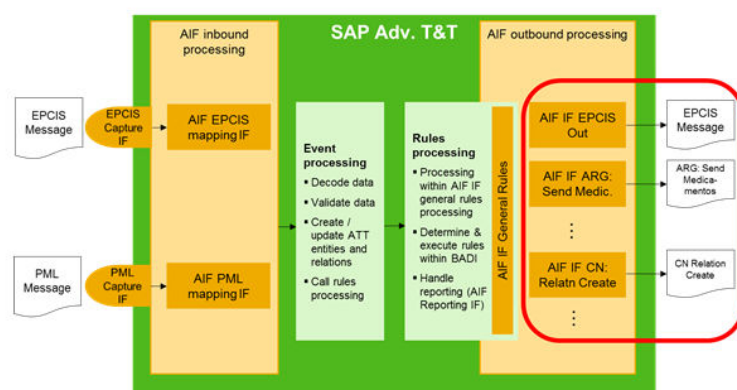 SAP Adv. T&T
AIF inbound
processing
AIF outbound processing
EPCIS
Message
EPCIS
Capture
IF
AIF EPCIS
mapping IF
PML
Message
PML
Capture
IF
AIF PML
mapping IF
Event
processing
▪ Decode data
▪ Validate data
▪ Create /
update ATT
entities and
relations
▪ Call rules
processing
Rules
processing
▪ Processing
within AIF IF
general rules
processing
▪ Determine &
execute rules
within BADI
▪ Handle
reporting (AIF
Reporting IF)
AIF IF General Rules
AIF IF EPCIS
Out
AIF IF ARG:
Send Medic.
⋮
AIF IF CN:
Relatn Create
⋮
EPCIS
Message
ARG: Send
Medica-
mentos
CN Relation
Create